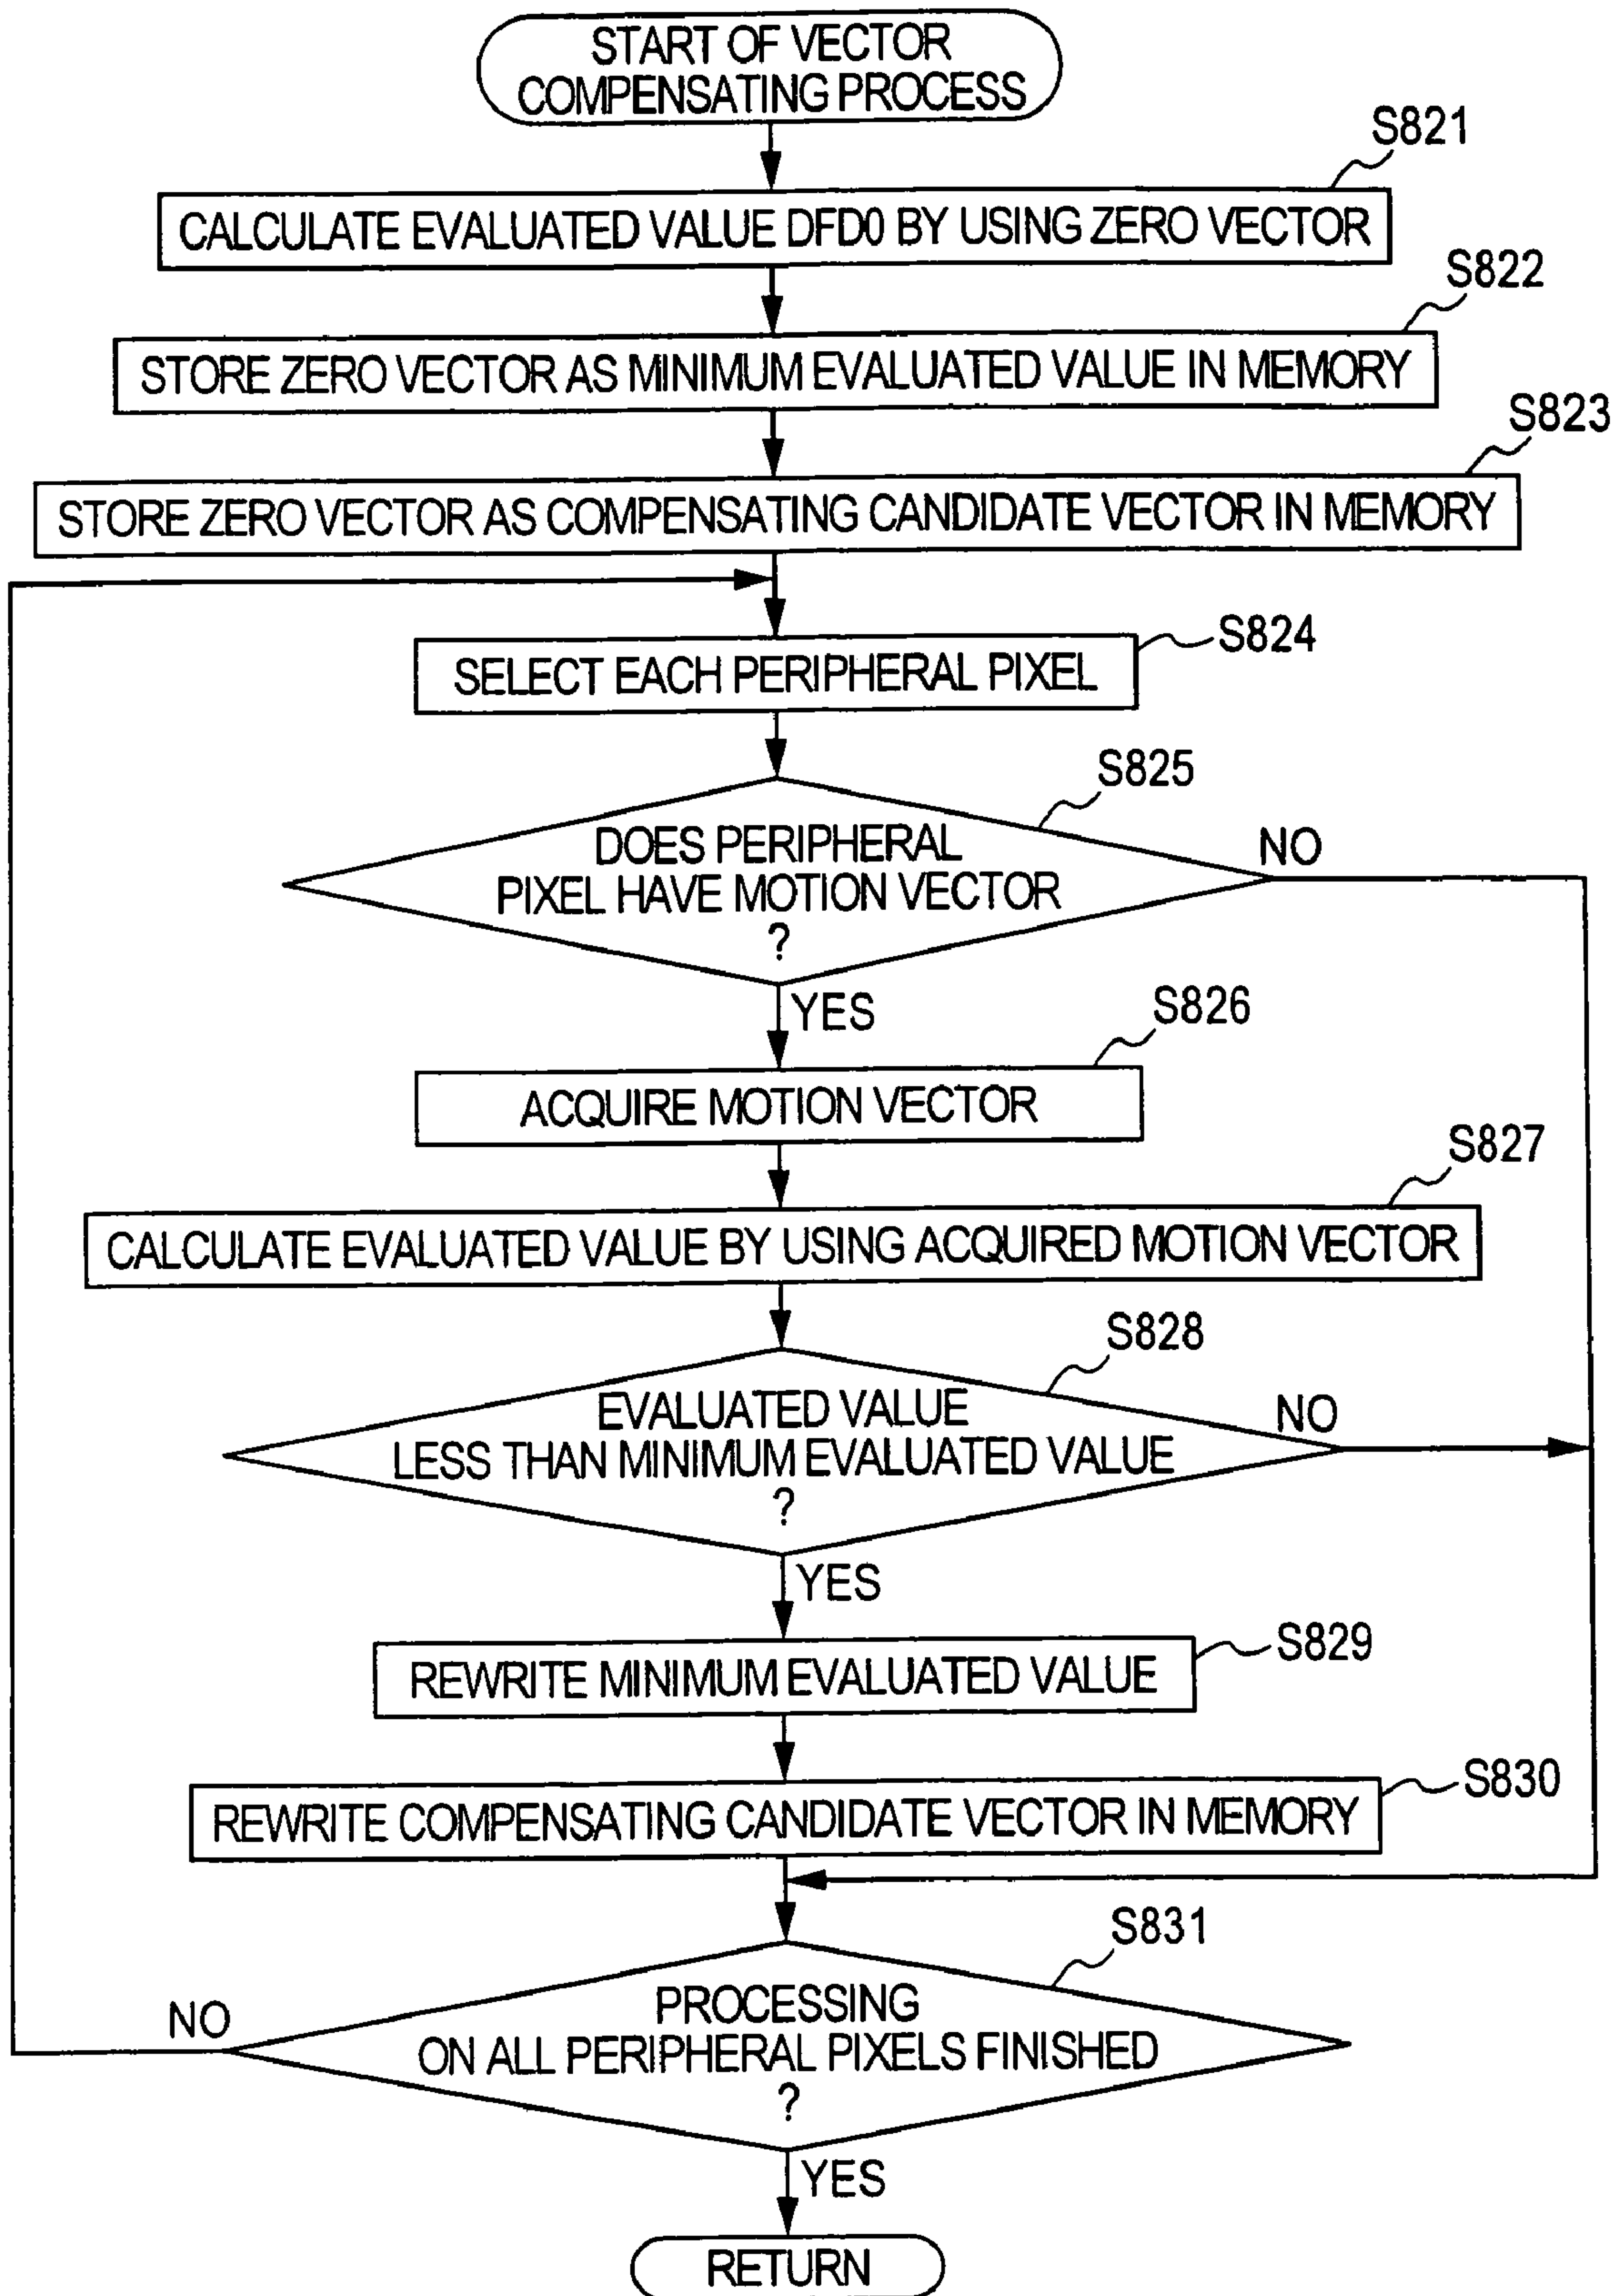 START OF VECTOR
COMPENSATING PROCESS
S821
CALCULATE EVALUATED VALUE DFD0 BY USING ZERO VECTOR
S822
STORE ZERO VECTOR AS MINIMUM EVALUATED VALUE IN MEMORY
S823
STORE ZERO VECTOR AS COMPENSATING CANDIDATE VECTOR IN MEMORY
S824
SELECT EACH PERIPHERAL PIXEL
S825
DOES PERIPHERAL
PIXEL HAVE MOTION VECTOR
?
NO
YES
S826
ACQUIRE MOTION VECTOR
S827
CALCULATE EVALUATED VALUE BY USING ACQUIRED MOTION VECTOR
S828
EVALUATED VALUE
LESS THAN MINIMUM EVALUATED VALUE
?
NO
YES
S829
REWRITE MINIMUM EVALUATED VALUE
S830
REWRITE COMPENSATING CANDIDATE VECTOR IN MEMORY
S831
PROCESSING
ON ALL PERIPHERAL PIXELS FINISHED
?
NO
YES
RETURN